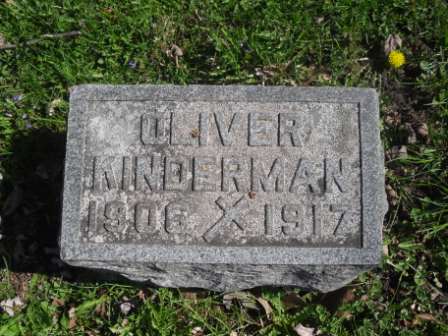 OLIVER
KINDERMAN
1906 X 1917